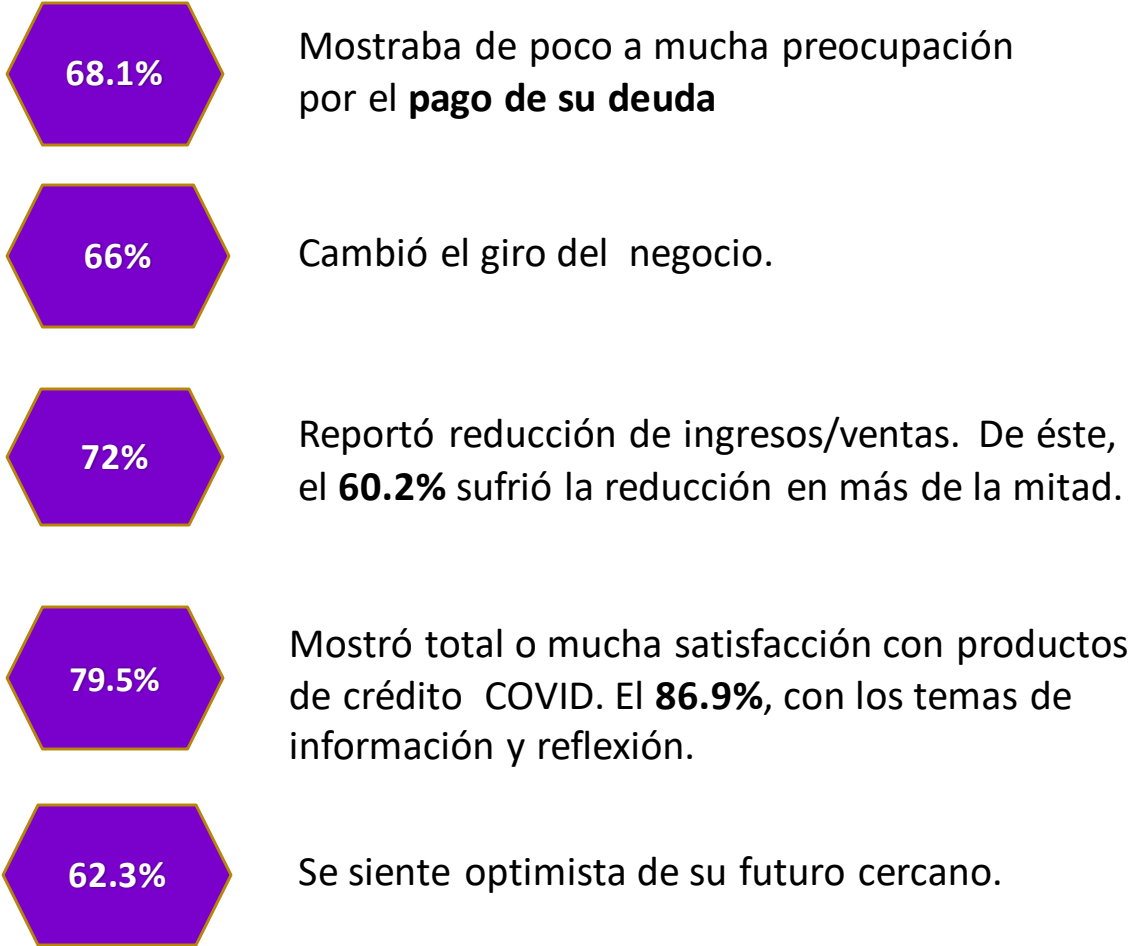 68.1%
Mostraba de poco a mucha preocupación
por el pago de su deuda
66%
Cambió el giro del negocio.
72%
Reportó reducción de ingresos/ventas. De éste,
el 60.2% sufrió la reducción en más de la mitad.
79.5%
Mostró total o mucha satisfacción con productos
de crédito COVID. El 86.9%, con los temas de
información y reflexión.
62.3%
Se siente optimista de su futuro cercano.